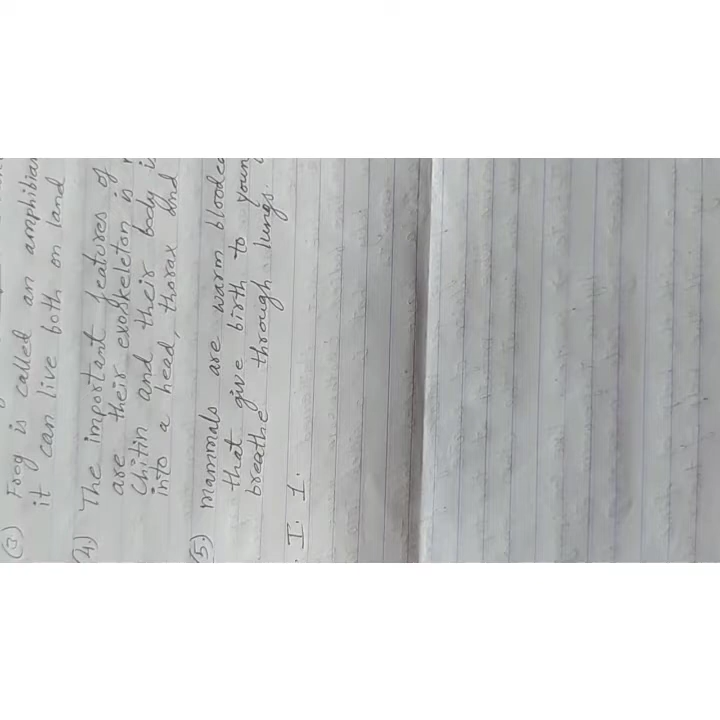 (3) Frog is called an amphibian
it can live both on land
(4) The important features of
are their exoskeleton is
chitin and their body is
into a head, thorax and
(5) mammals are warm blooded
that give birth to young
breathe through lungs.
I. 1.